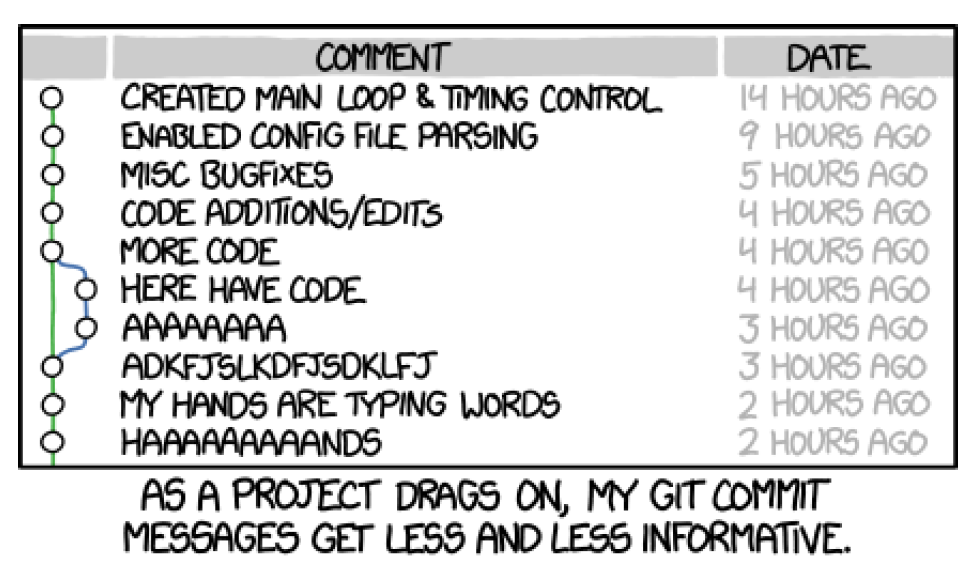 COMMENT DATE
CREATED MAIN LOOP & TIMING CONTROL 14 HOURS AGO
ENABLED CONFIG FILE PARSING 9 HOURS AGO
MISC BUGFIXES 5 HOURS AGO
CODE ADDITIONS/EDITS 4 HOURS AGO
MORE CODE 4 HOURS AGO
HERE HAVE CODE 4 HOURS AGO
AAAAAAAA 3 HOURS AGO
ADKFJSLKDFJSDKLFJ 3 HOURS AGO
MY HANDS ARE TYPING WORDS 2 HOURS AGO
HAAAAAAAAANDS 2 HOURS AGO
AS A PROJECT DRAGS ON, MY GIT COMMIT
MESSAGES GET LESS AND LESS INFORMATIVE.